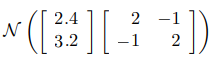 𝒩 ( [ 2.4 3.2 ] [ 2 −1 −1 2 ] )